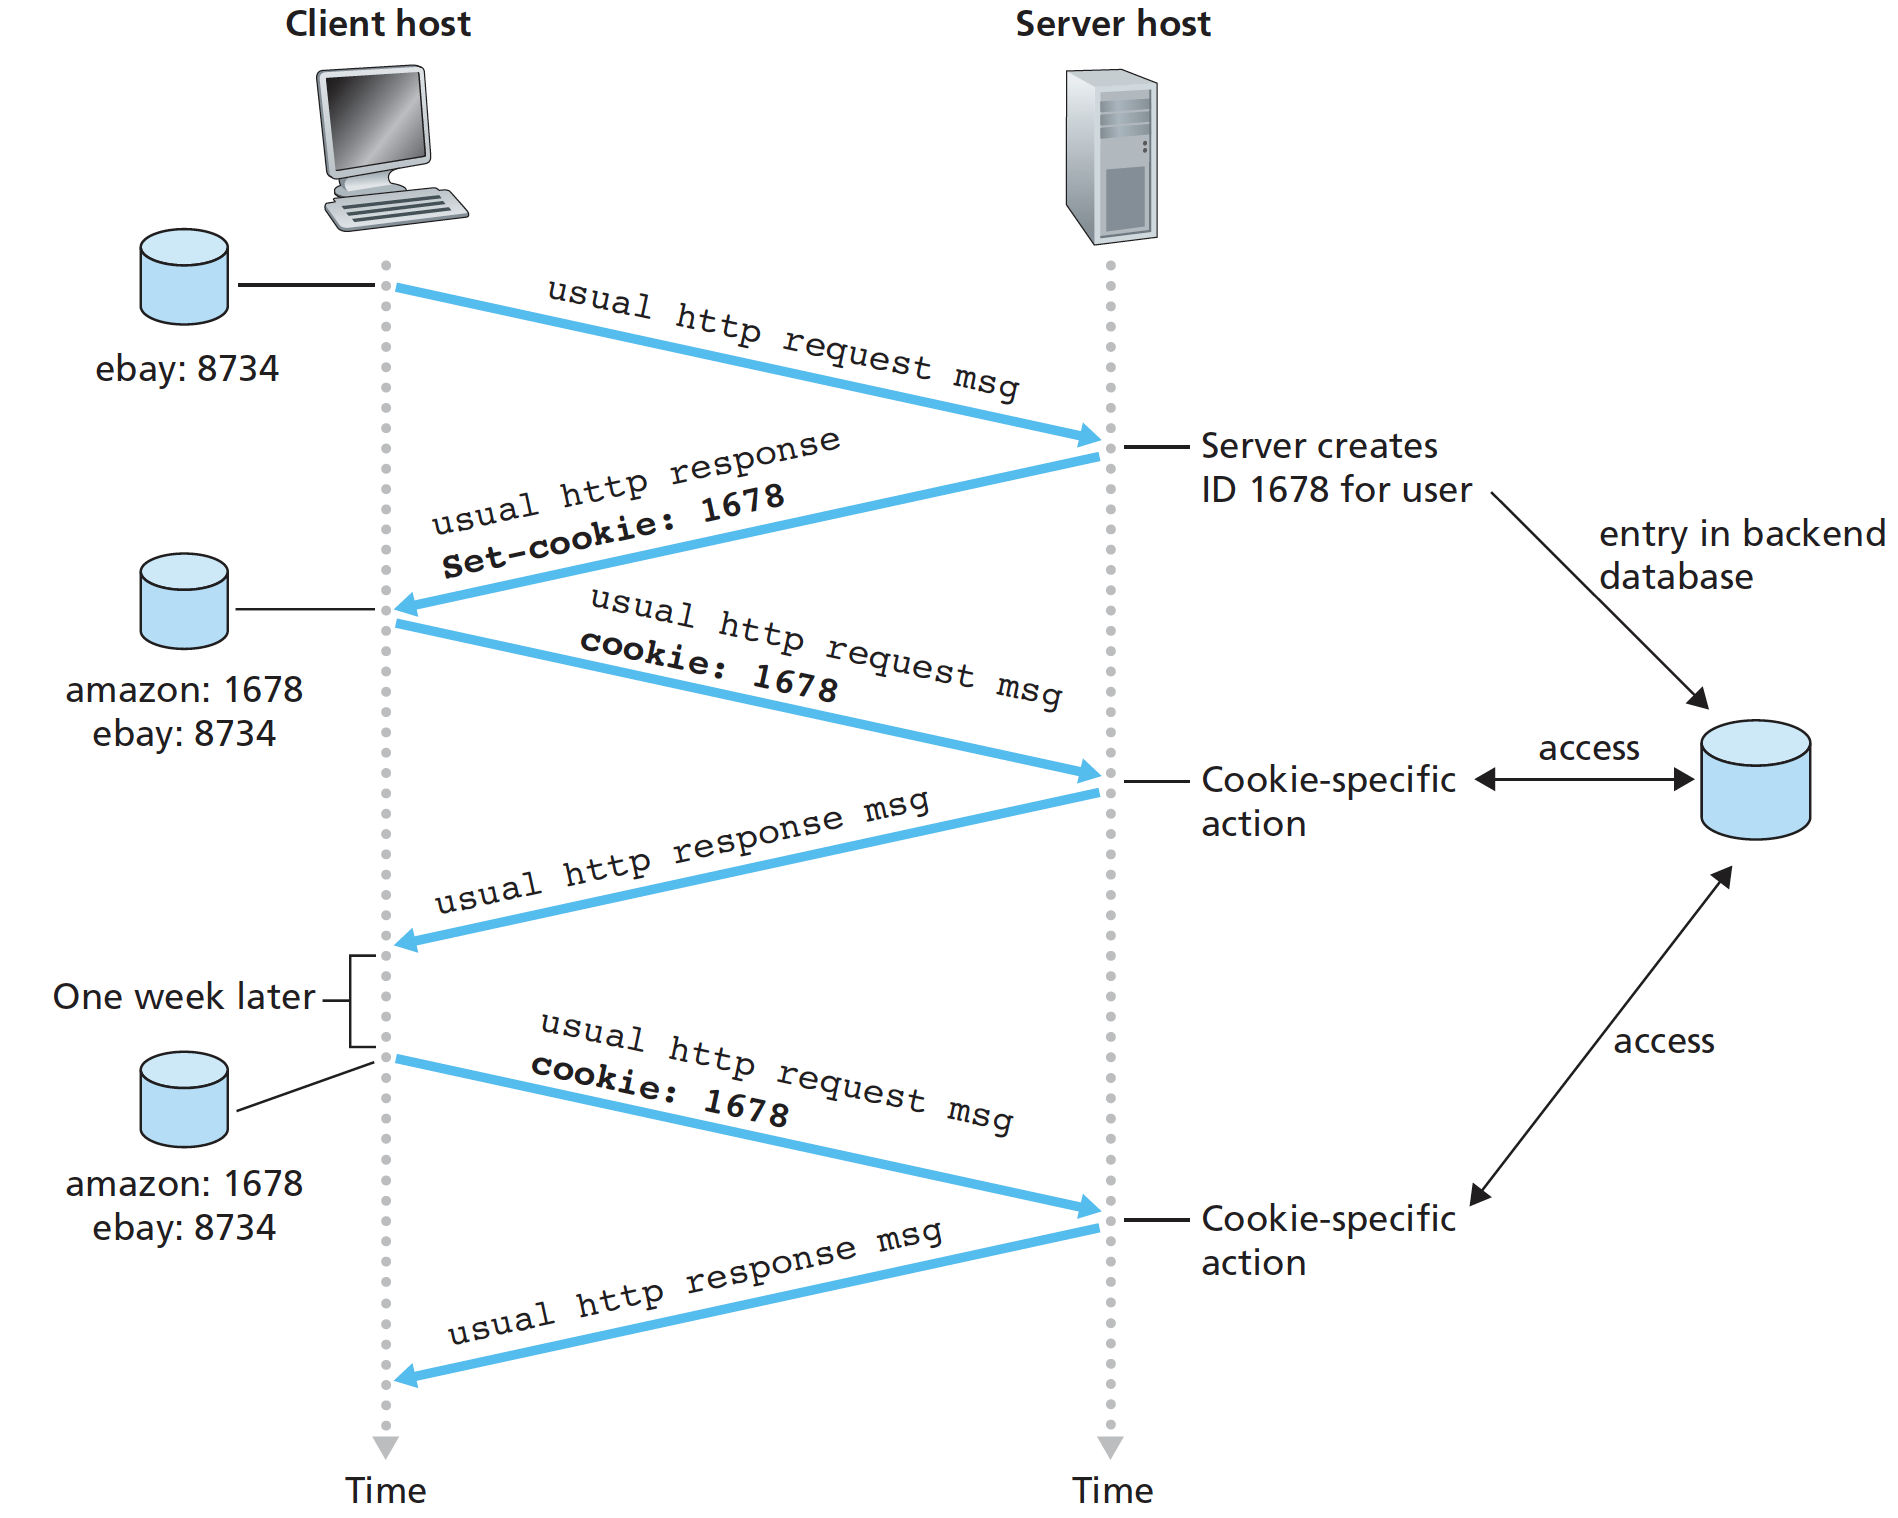 Client host
Server host
ebay: 8734
usual http request msg
Server creates
ID 1678 for user
usual http response
Set-cookie: 1678
entry in backend
database
amazon: 1678
ebay: 8734
usual http request msg
cookie: 1678
access
Cookie-specific
action
usual http response msg
One week later
usual http request msg
cookie: 1678
access
amazon: 1678
ebay: 8734
Cookie-specific
action
usual http response msg
Time
Time